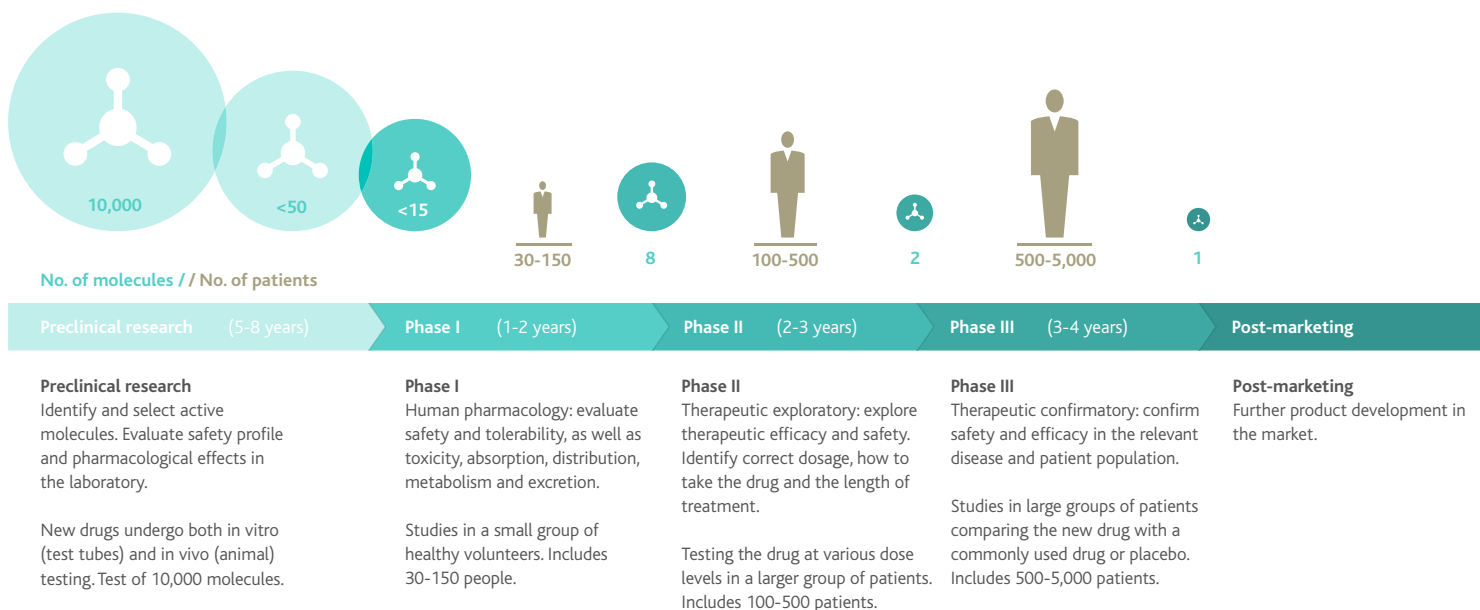 10,000
<50
<15
30-150
8
100-500
2
500-5,000
1
No. of molecules / / No. of patients
Preclinical research (5-8 years)
Phase I (1-2 years)
Phase II (2-3 years)
Phase III (3-4 years)
Post-marketing
Preclinical research
Identify and select active
molecules. Evaluate safety profile
and pharmacological effects in
the laboratory.
New drugs undergo both in vitro
(test tubes) and in vivo (animal)
testing. Test of 10,000 molecules.
Phase I
Human pharmacology: evaluate
safety and tolerability, as well as
toxicity, absorption, distribution,
metabolism and excretion.
Studies in a small group of
healthy volunteers. Includes
30-150 people.
Phase II
Therapeutic exploratory: explore
therapeutic efficacy and safety.
Identify correct dosage, how to
take the drug and the length of
treatment.
Testing the drug at various dose
levels in a larger group of patients.
Includes 100-500 patients.
Phase III
Therapeutic confirmatory: confirm
safety and efficacy in the relevant
disease and patient population.
Studies in large groups of patients
comparing the new drug with a
commonly used drug or placebo.
Includes 500-5,000 patients.
Post-marketing
Further product development in
the market.